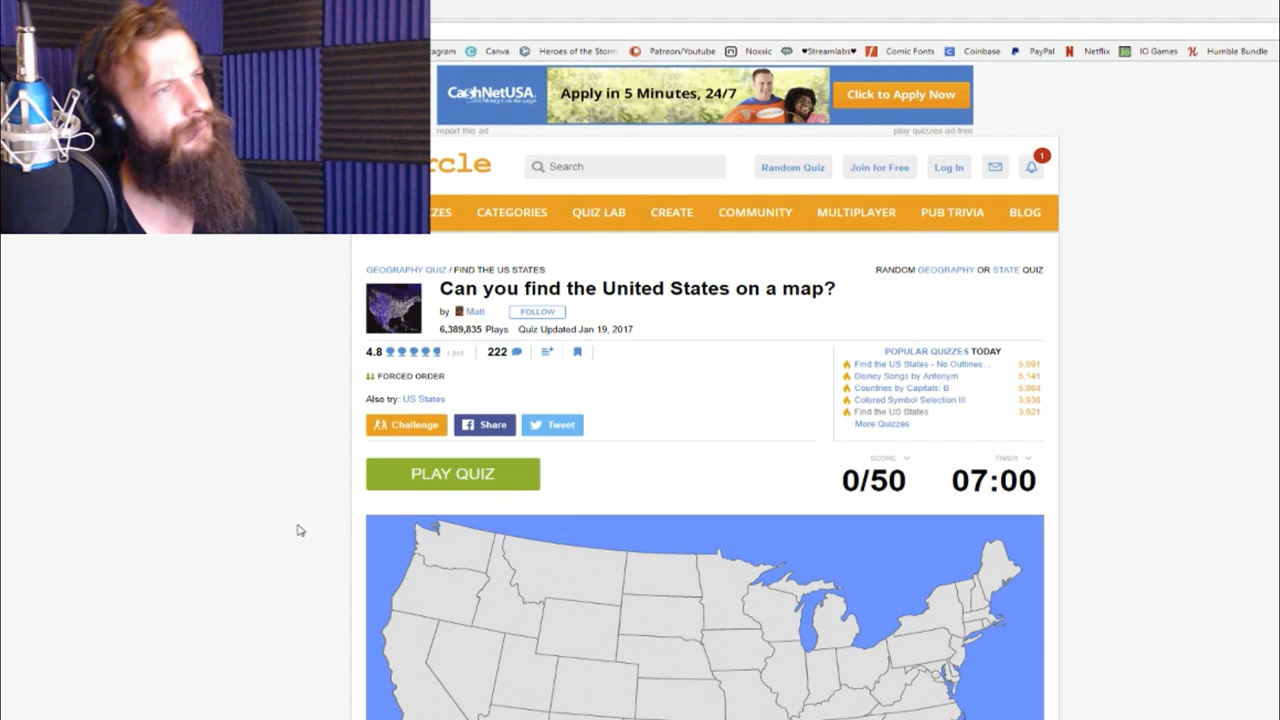 agram Canva Heroes of the Storm Patreon/Youtube Noxxic ♥Streamlabs♥ Comic Fonts Coinbase PayPal Netflix IO Games Humble Bundle
CashNetUSA Apply in 5 Minutes, 24/7 Click to Apply Now
report this ad play quizzes ad-free
rcle Search Random Quiz Join for Free Log In 1
ZES CATEGORIES QUIZ LAB CREATE COMMUNITY MULTIPLAYER PUB TRIVIA BLOG
GEOGRAPHY QUIZ / FIND THE US STATES RANDOM GEOGRAPHY OR STATE QUIZ
Can you find the United States on a map?
by Matt FOLLOW
6,389,835 Plays Quiz Updated Jan 19, 2017
4.8 222
FORCED ORDER
Also try: US States
Challenge Share Tweet
POPULAR QUIZZES TODAY
Find the US States - No Outlines... 5,691
Disney Songs by Antonym 5,141
Countries by Capitals: B 5,084
Colored Symbol Selection III 3,938
Find the US States 3,921
More Quizzes
PLAY QUIZ
SCORE TIMER
0/50 07:00